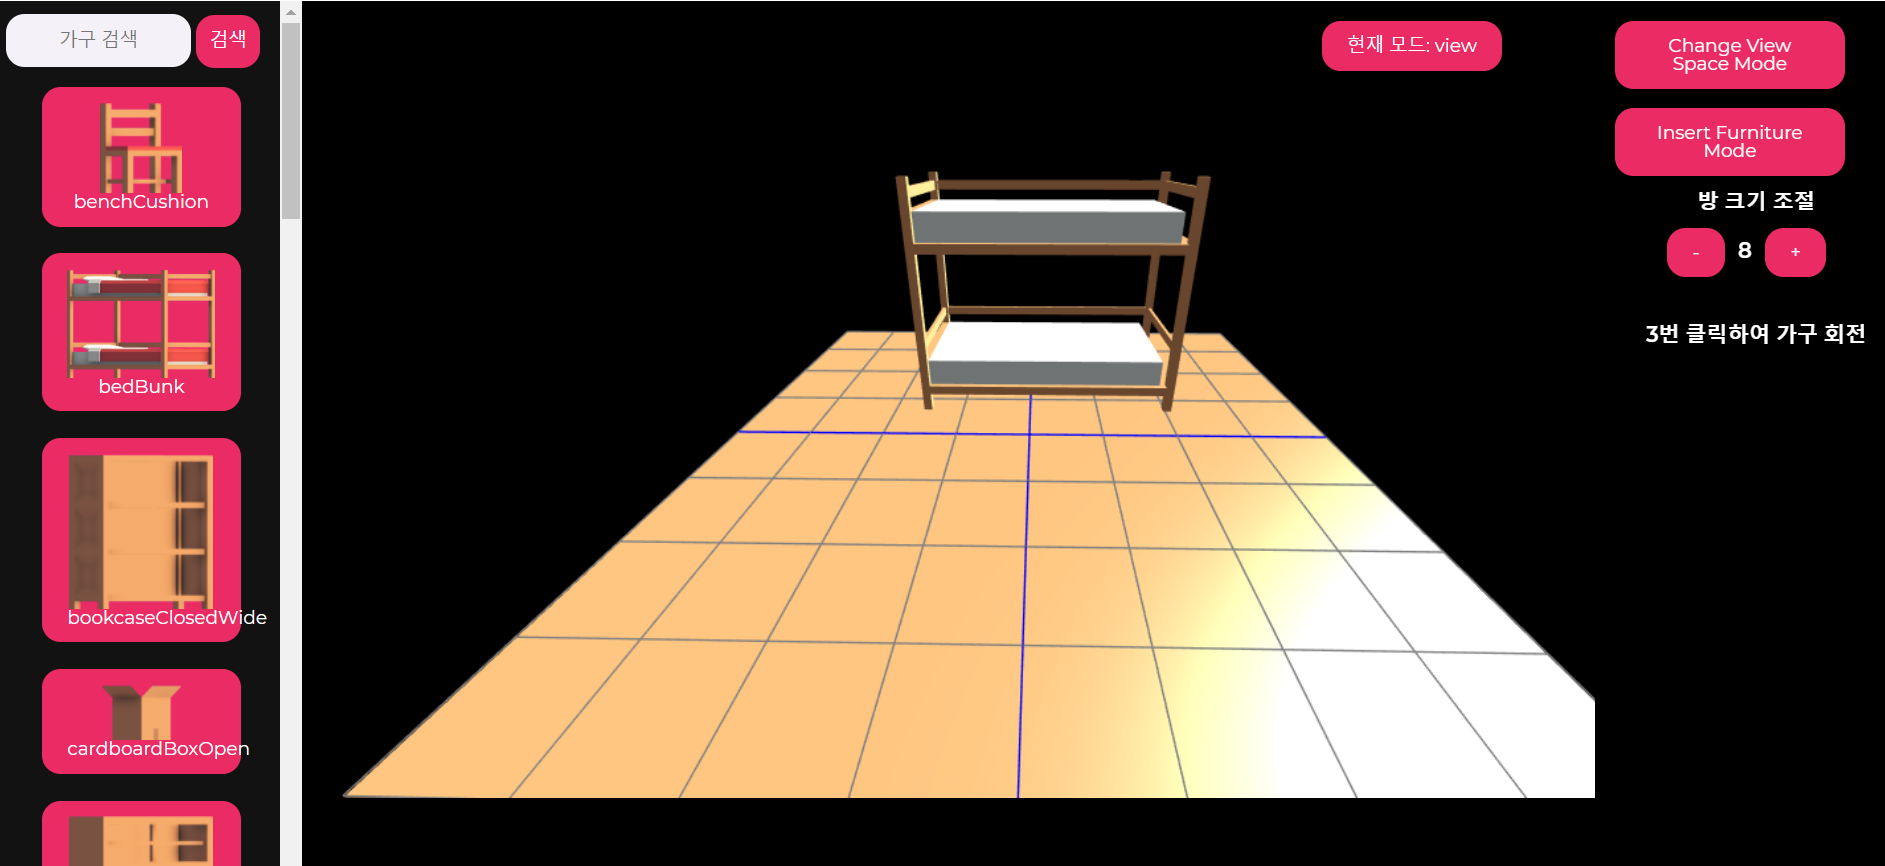 가구 검색
검색
benchCushion
bedBunk
bookcaseClosedWide
cardboardBoxOpen
현재 모드: view
Change View
Space Mode
Insert Furniture
Mode
방 크기 조절
- 8 +
3번 클릭하여 가구 회전